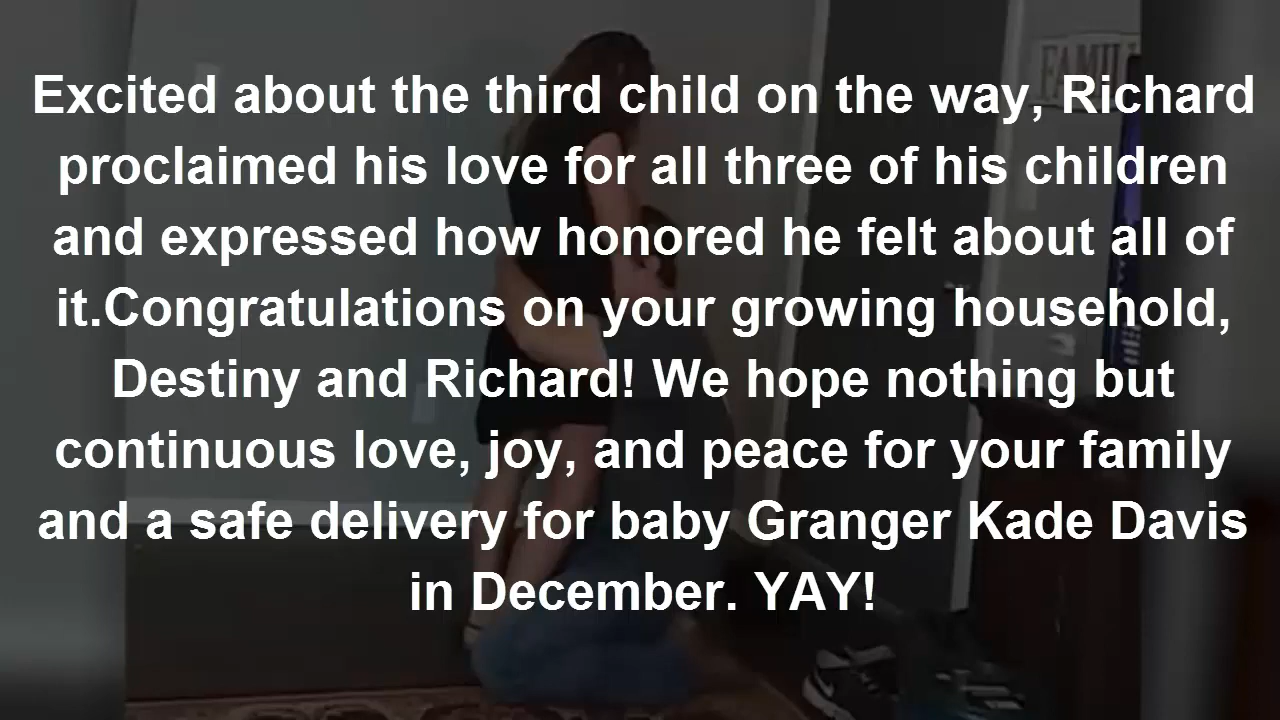 Excited about the third child on the way, Richard
proclaimed his love for all three of his children
and expressed how honored he felt about all of
it.Congratulations on your growing household,
Destiny and Richard! We hope nothing but
continuous love, joy, and peace for your family
and a safe delivery for baby Granger Kade Davis
in December. YAY!